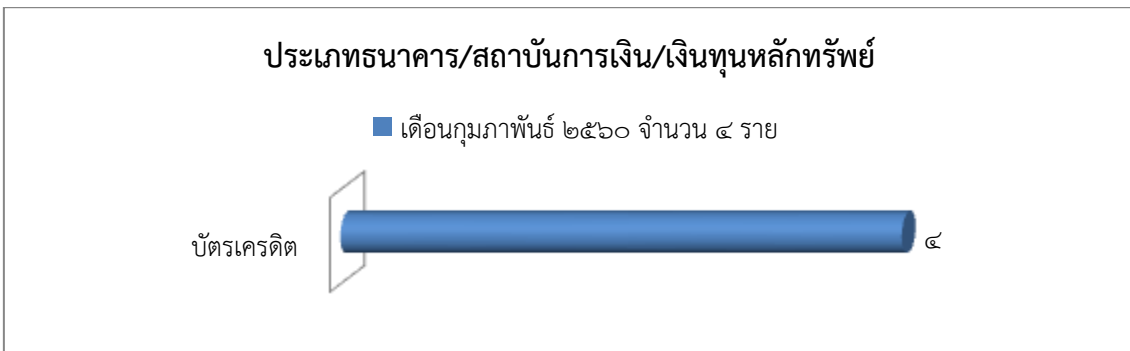 ประเภทธนาคาร/สถาบันการเงิน/เงินทุนหลักทรัพย์
เดือนกุมภาพันธ์ ๒๕๖๐ จำนวน ๔ ราย
บัตรเครดิต
๔